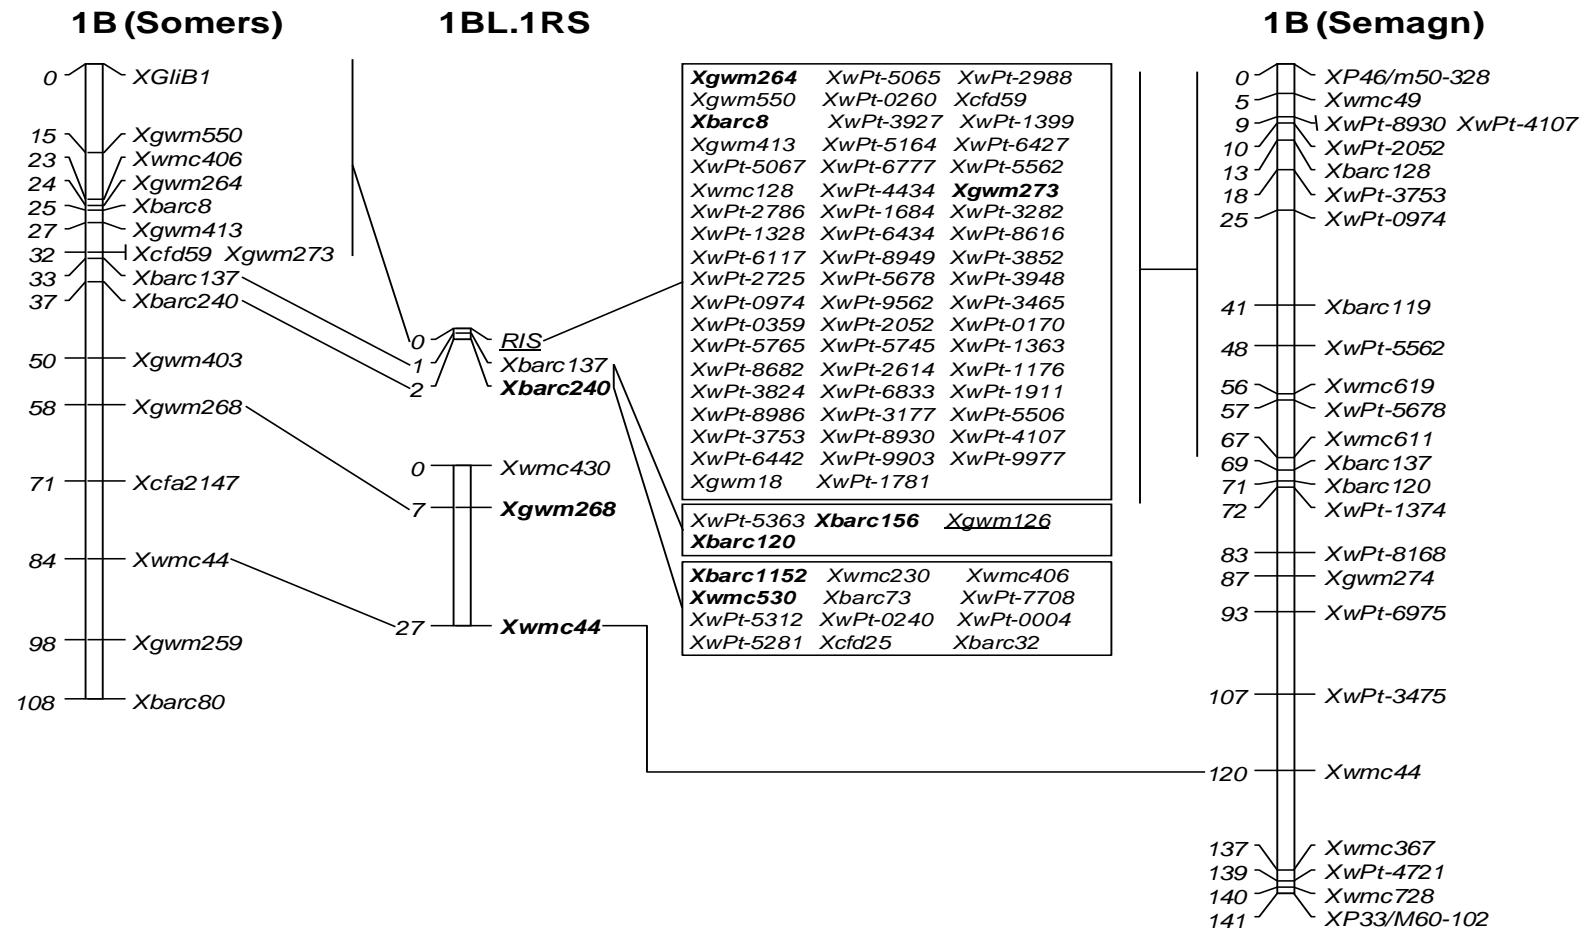 1B (Somers)
1BL.1RS
1B (Semagn)
0 XGliB1
15 Xgwm550
23 Xwmc406
24 Xgwm264
25 Xbarc8
27 Xgwm413
32 Xcfd59 Xgwm273
33 Xbarc137
37 Xbarc240
50 Xgwm403
58 Xgwm268
71 Xcfa2147
84 Xwmc44
98 Xgwm259
108 Xbarc80
0 RIS
1 Xbarc137
2 Xbarc240
0 Xwmc430
7 Xgwm268
27 Xwmc44
Xgwm264 XwPt-5065 XwPt-2988
Xgwm550 XwPt-0260 Xcfd59
Xbarc8 XwPt-3927 XwPt-1399
Xgwm413 XwPt-5164 XwPt-6427
XwPt-5067 XwPt-6777 XwPt-5562
Xwmc128 XwPt-4434 Xgwm273
XwPt-2786 XwPt-1684 XwPt-3282
XwPt-1328 XwPt-6434 XwPt-8616
XwPt-6117 XwPt-8949 XwPt-3852
XwPt-2725 XwPt-5678 XwPt-3948
XwPt-0974 XwPt-9562 XwPt-3465
XwPt-0359 XwPt-2052 XwPt-0170
XwPt-5765 XwPt-5745 XwPt-1363
XwPt-8682 XwPt-2614 XwPt-1176
XwPt-3824 XwPt-6833 XwPt-1911
XwPt-8986 XwPt-3177 XwPt-5506
XwPt-3753 XwPt-8930 XwPt-4107
XwPt-6442 XwPt-9903 XwPt-9977
Xgwm18 XwPt-1781
XwPt-5363 Xbarc156 Xgwm126
Xbarc120
Xbarc1152 Xwmc230 Xwmc406
Xwmc530 Xbarc73 XwPt-7708
XwPt-5312 XwPt-0240 XwPt-0004
XwPt-5281 Xcfd25 Xbarc32
0 XP46/m50-328
5 Xwmc49
9 XwPt-8930 XwPt-4107
10 XwPt-2052
13 Xbarc128
18 XwPt-3753
25 XwPt-0974
41 Xbarc119
48 XwPt-5562
56 Xwmc619
57 XwPt-5678
67 Xwmc611
69 Xbarc137
71 Xbarc120
72 XwPt-1374
83 XwPt-8168
87 Xgwm274
93 XwPt-6975
107 XwPt-3475
120 Xwmc44
137 Xwmc367
139 XwPt-4721
140 Xwmc728
141 XP33/M60-102